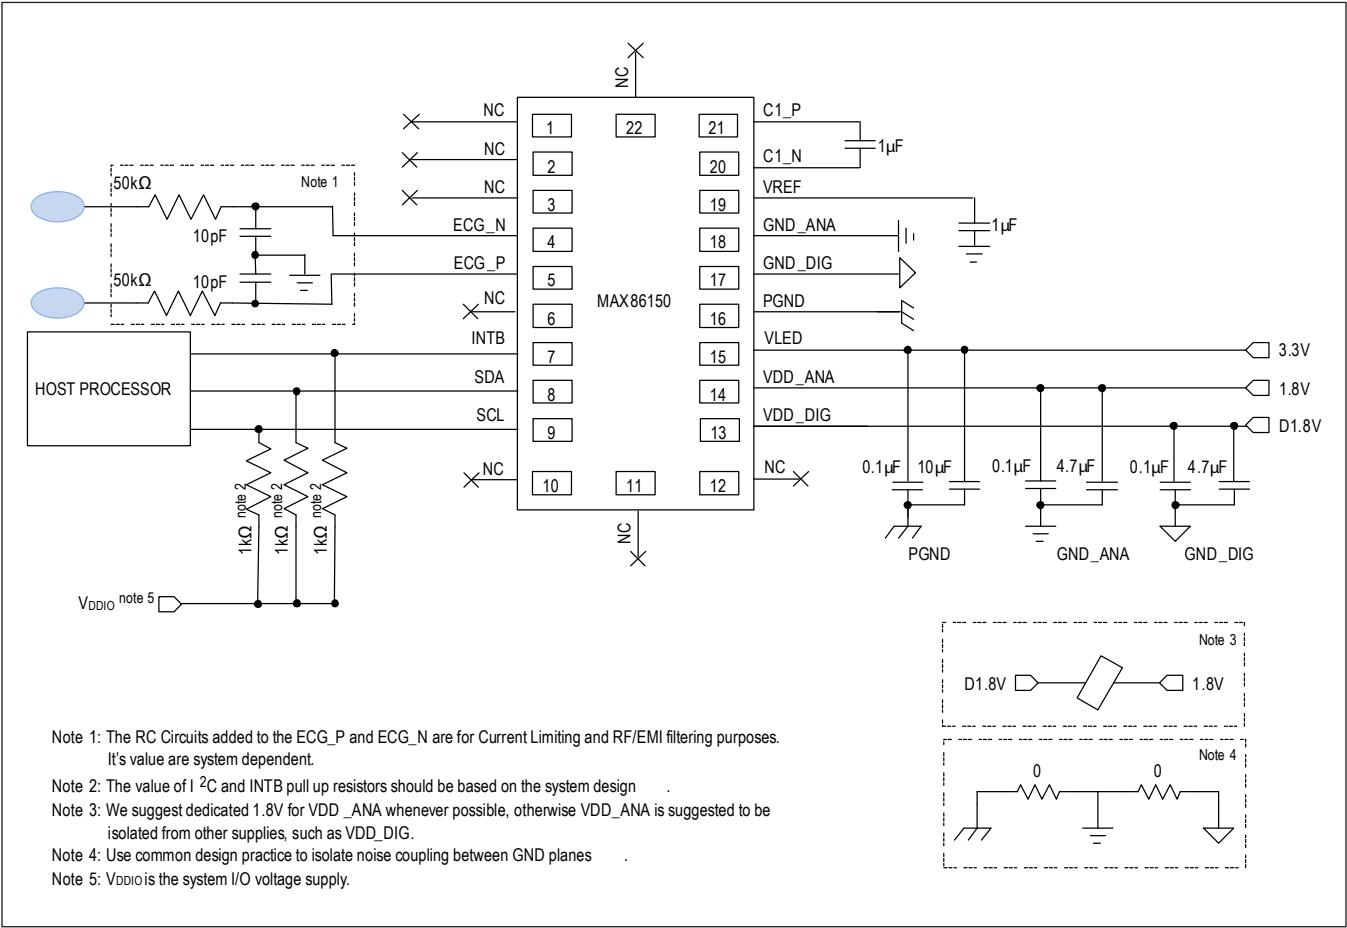 NC
NC
1
22
21
C1_P
1µF
NC
2
20
C1_N
NC
3
19
VREF
1µF
50kΩ
Note 1
10pF
ECG_N
4
18
GND_ANA
50kΩ
10pF
ECG_P
5
17
GND_DIG
MAX86150
NC
6
16
PGND
INTB
7
15
VLED
3.3V
HOST PROCESSOR
SDA
8
14
VDD_ANA
1.8V
SCL
9
13
VDD_DIG
D1.8V
NC
10
11
12
NC
NC
0.1µF
10µF
0.1µF
4.7µF
0.1µF
4.7µF
PGND
GND_ANA
GND_DIG
1kΩ note 2
1kΩ note 2
1kΩ note 2
VDDIO note 5
Note 3
D1.8V
1.8V
Note 4
0
0
Note 1: The RC Circuits added to the ECG_P and ECG_N are for Current Limiting and RF/EMI filtering purposes.
It's value are system dependent.
Note 2: The value of I 2C and INTB pull up resistors should be based on the system design .
Note 3: We suggest dedicated 1.8V for VDD _ANA whenever possible, otherwise VDD_ANA is suggested to be
isolated from other supplies, such as VDD_DIG.
Note 4: Use common design practice to isolate noise coupling between GND planes .
Note 5: VDDIO is the system I/O voltage supply.